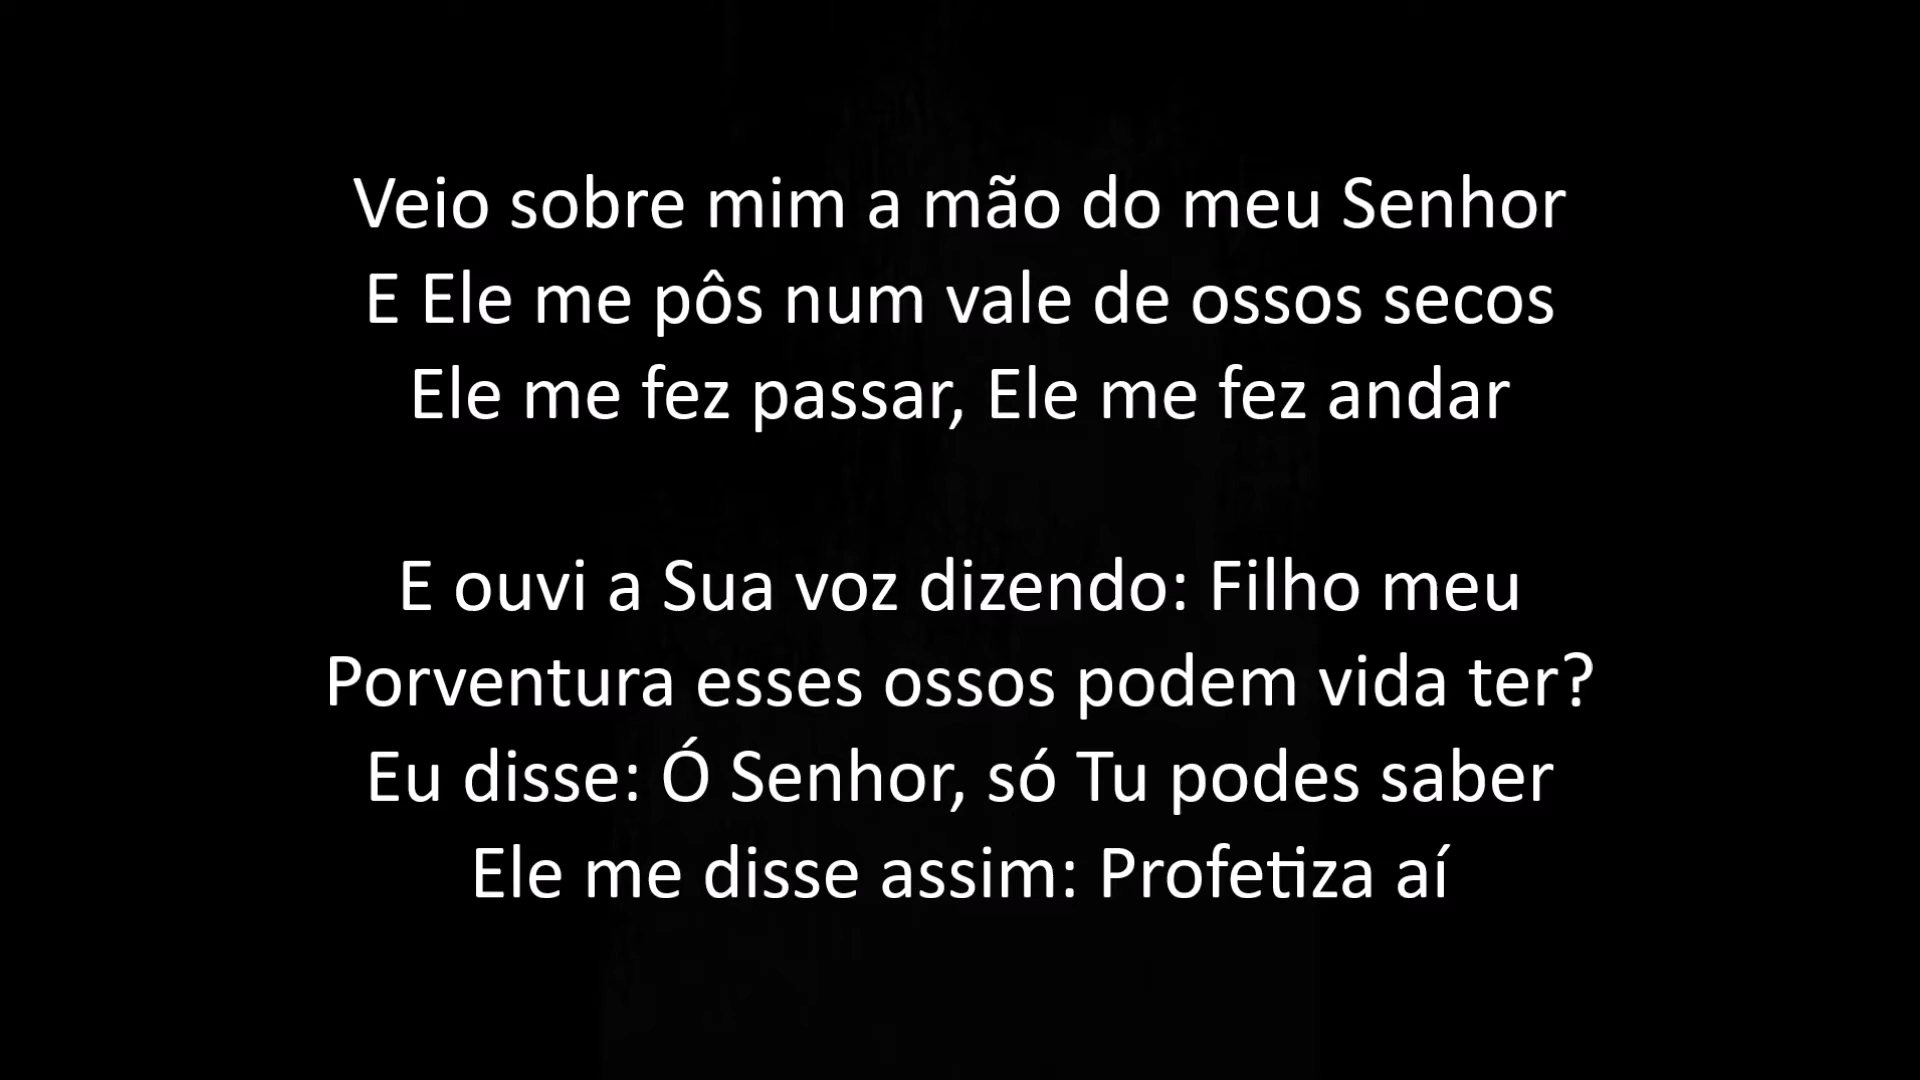 Veio sobre mim a mão do meu Senhor
E Ele me pôs num vale de ossos secos
Ele me fez passar, Ele me fez andar
E ouvi a Sua voz dizendo: Filho meu
Porventura esses ossos podem vida ter?
Eu disse: Ó Senhor, só Tu podes saber
Ele me disse assim: Profetiza aí